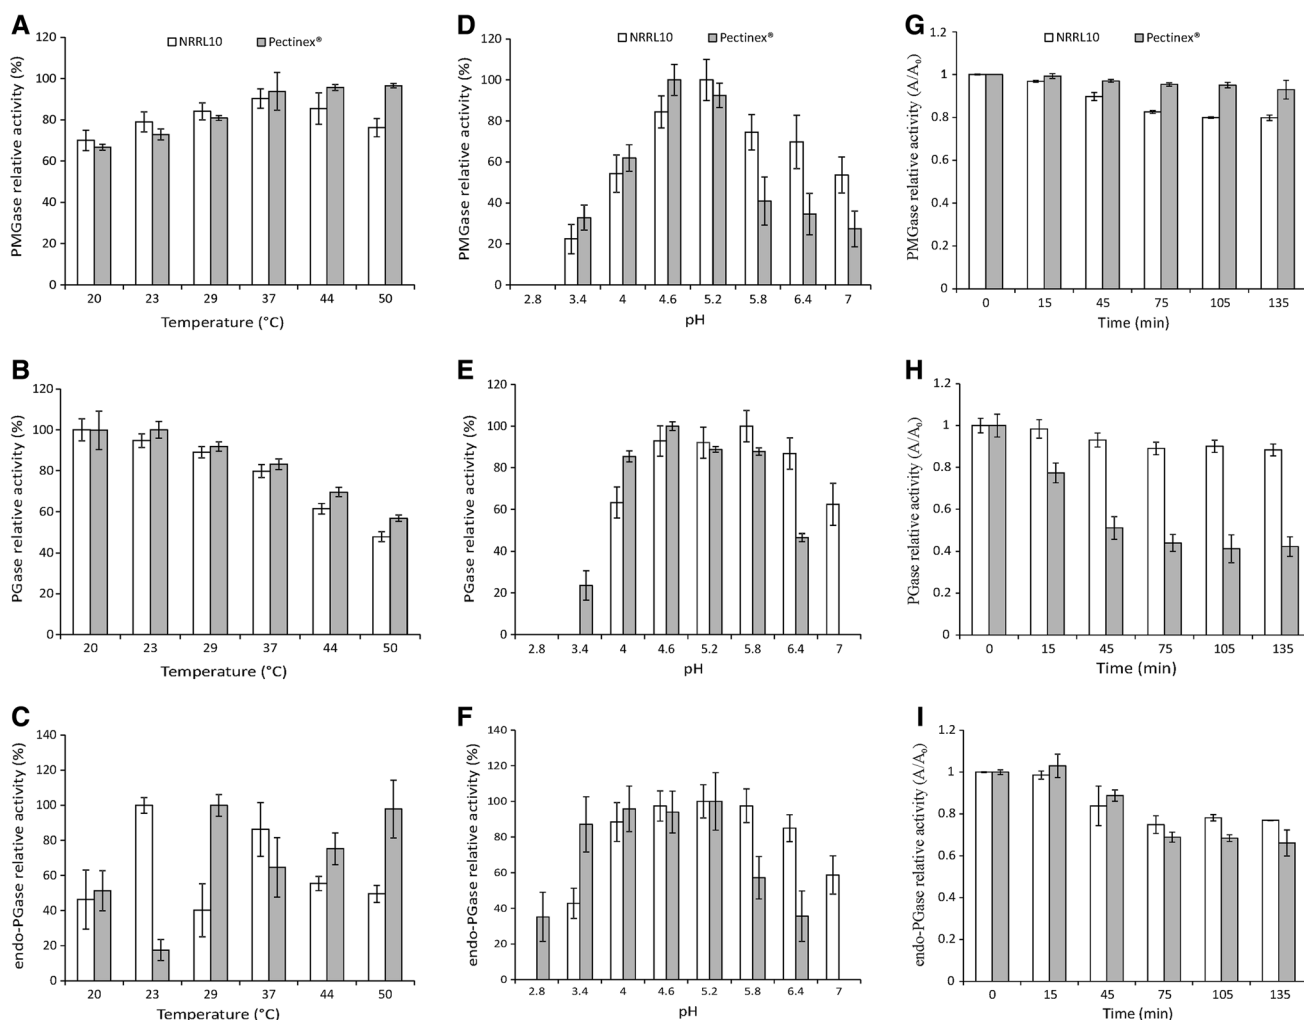 A
NRRL10 Pectinex®
PMGase relative activity (%)
120
100
80
60
40
20
0
20 23 29 37 44 50
Temperature (°C)
D
NRRL10 Pectinex®
PMGase relative activity (%)
120
100
80
60
40
20
0
2.8 3.4 4 4.6 5.2 5.8 6.4 7
pH
G
NRRL10 Pectinex®
PMGase relative activity (A/A0)
1.2
1
0.8
0.6
0.4
0.2
0
0 15 45 75 105 135
Time (min)
B
PGase relative activity (%)
120
100
80
60
40
20
0
20 23 29 37 44 50
Temperature (°C)
E
PGase relative activity (%)
120
100
80
60
40
20
0
2.8 3.4 4 4.6 5.2 5.8 6.4 7
pH
H
PGase relative activity (A/A0)
1.2
1
0.8
0.6
0.4
0.2
0
0 15 45 75 105 135
Time (min)
C
endo-PGase relative activity (%)
140
120
100
80
60
40
20
0
20 23 29 37 44 50
Temperature (°C)
F
endo-PGase relative activity (%)
140
120
100
80
60
40
20
0
2.8 3.4 4 4.6 5.2 5.8 6.4 7
pH
I
endo-PGase relative activity (A/A0)
1.2
1
0.8
0.6
0.4
0.2
0
0 15 45 75 105 135
Time (min)